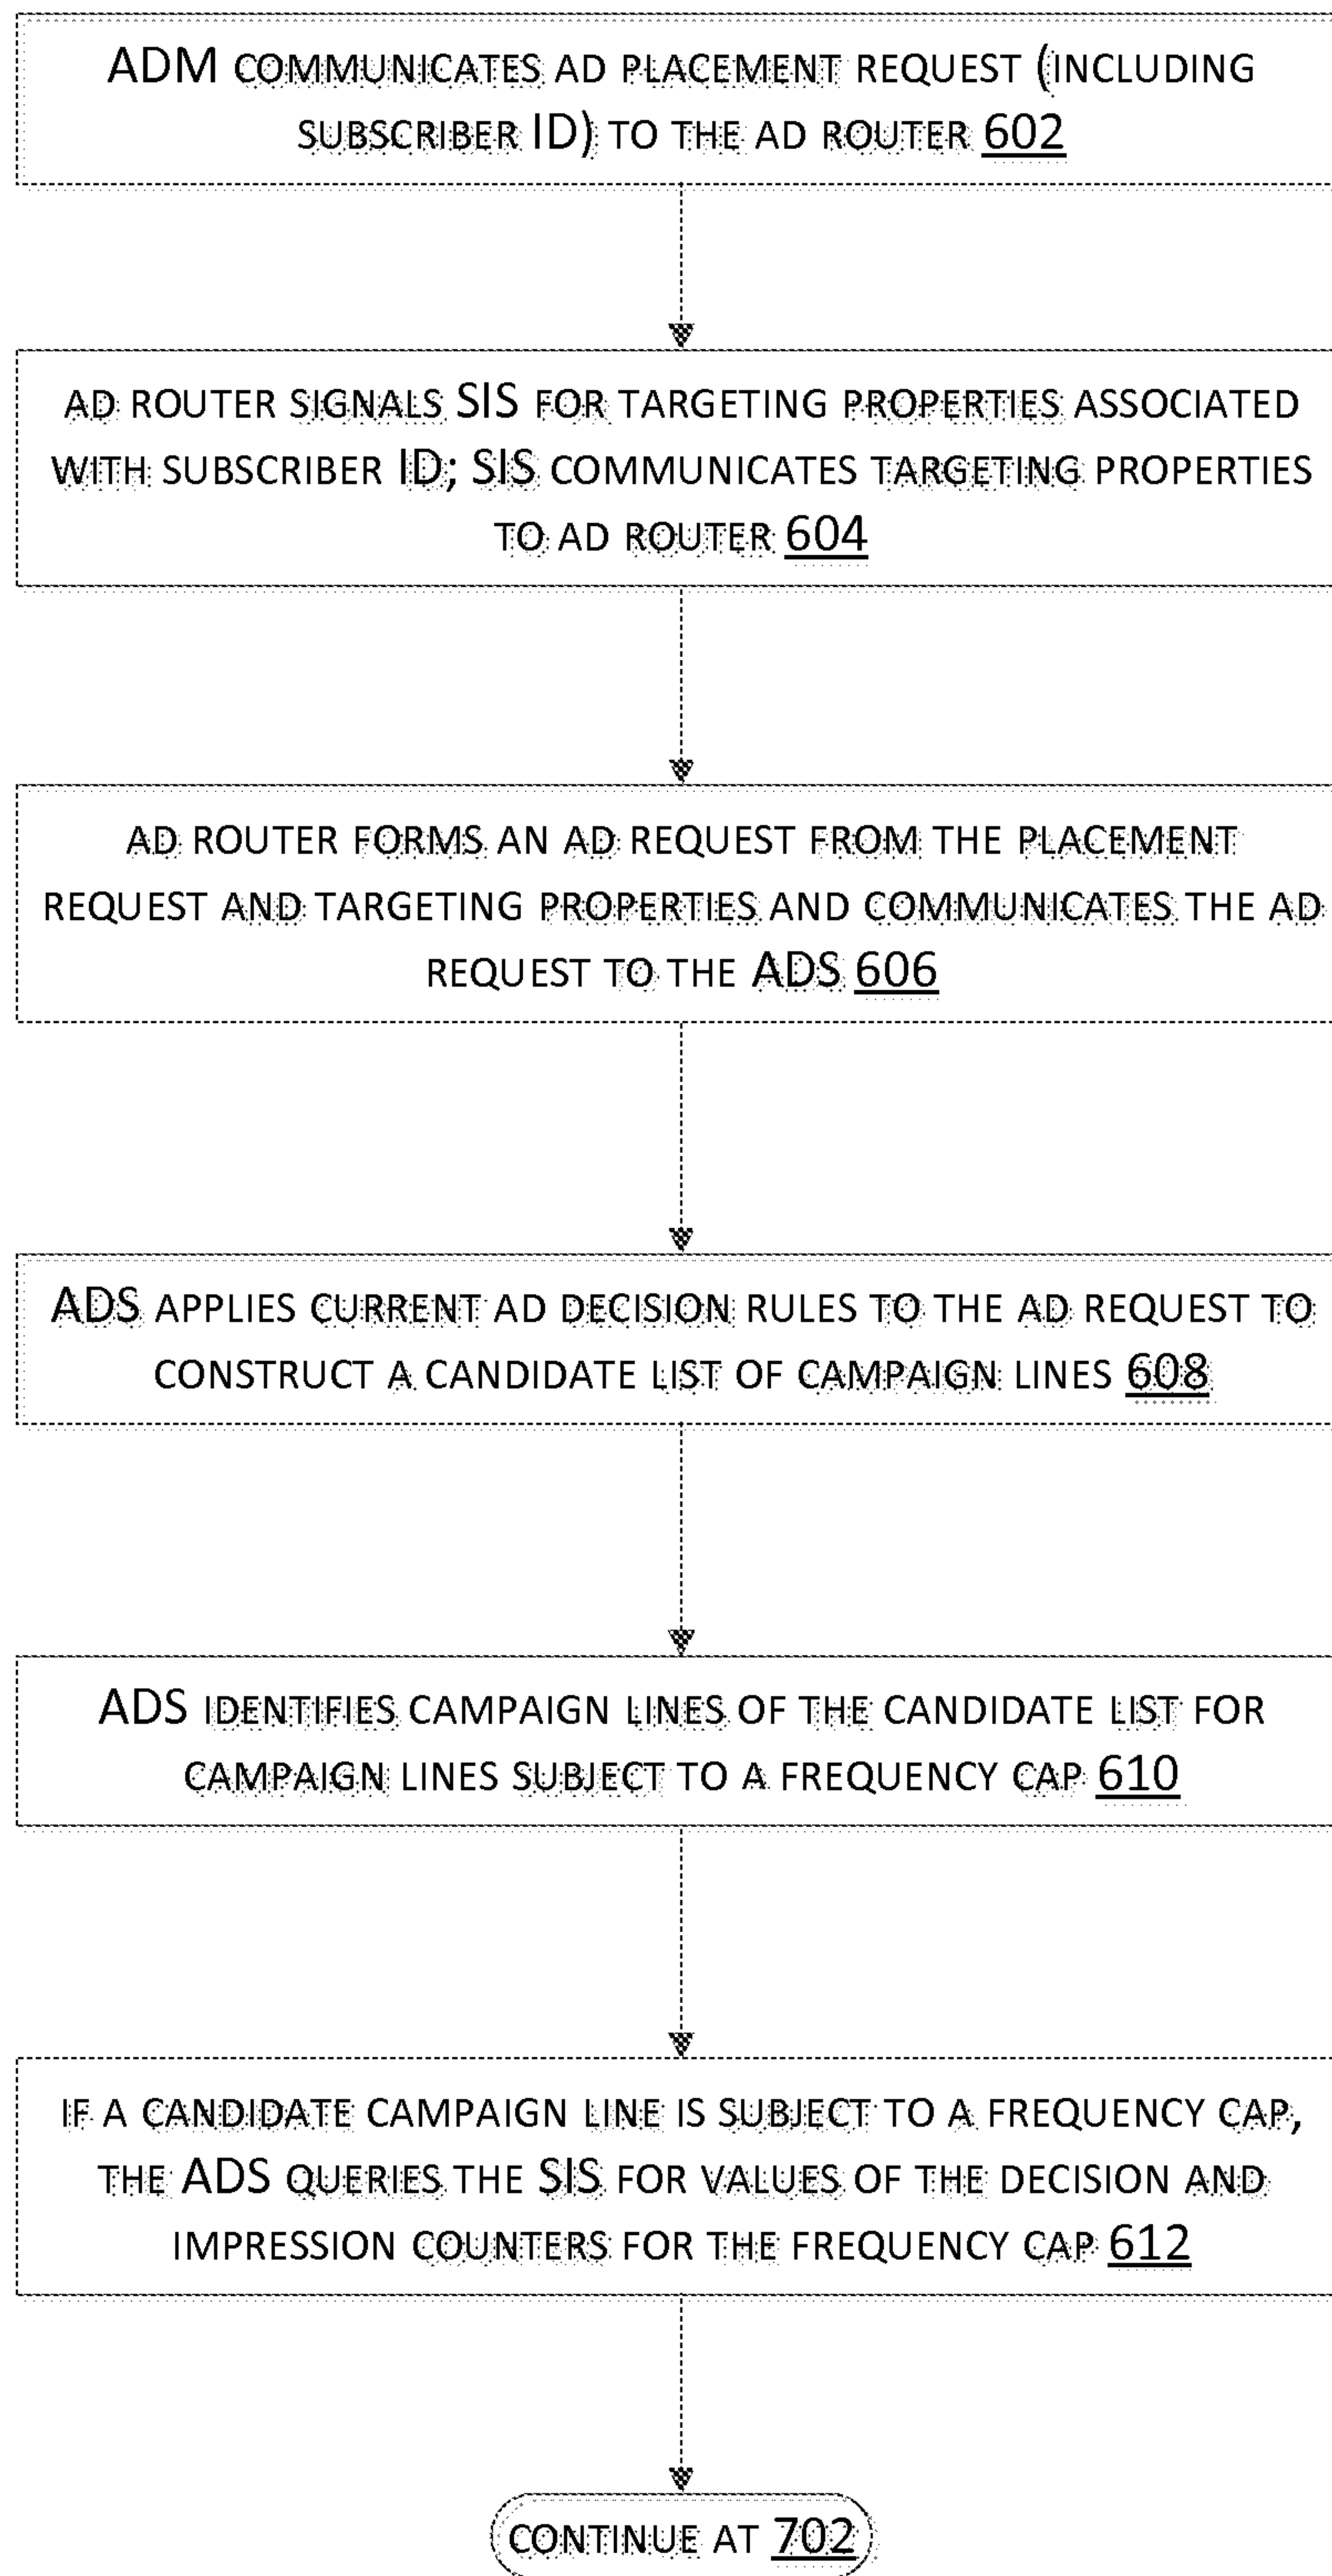 ADM COMMUNICATES AD PLACEMENT REQUEST (INCLUDING
SUBSCRIBER ID) TO THE AD ROUTER 602
AD ROUTER SIGNALS SIS FOR TARGETING PROPERTIES ASSOCIATED
WITH SUBSCRIBER ID; SIS COMMUNICATES TARGETING PROPERTIES
TO AD ROUTER 604
AD ROUTER FORMS AN AD REQUEST FROM THE PLACEMENT
REQUEST AND TARGETING PROPERTIES AND COMMUNICATES THE AD
REQUEST TO THE ADS 606
ADS APPLIES CURRENT AD DECISION RULES TO THE AD REQUEST TO
CONSTRUCT A CANDIDATE LIST OF CAMPAIGN LINES 608
ADS IDENTIFIES CAMPAIGN LINES OF THE CANDIDATE LIST FOR
CAMPAIGN LINES SUBJECT TO A FREQUENCY CAP 610
IF A CANDIDATE CAMPAIGN LINE IS SUBJECT TO A FREQUENCY CAP,
THE ADS QUERIES THE SIS FOR VALUES OF THE DECISION AND
IMPRESSION COUNTERS FOR THE FREQUENCY CAP 612
CONTINUE AT 702